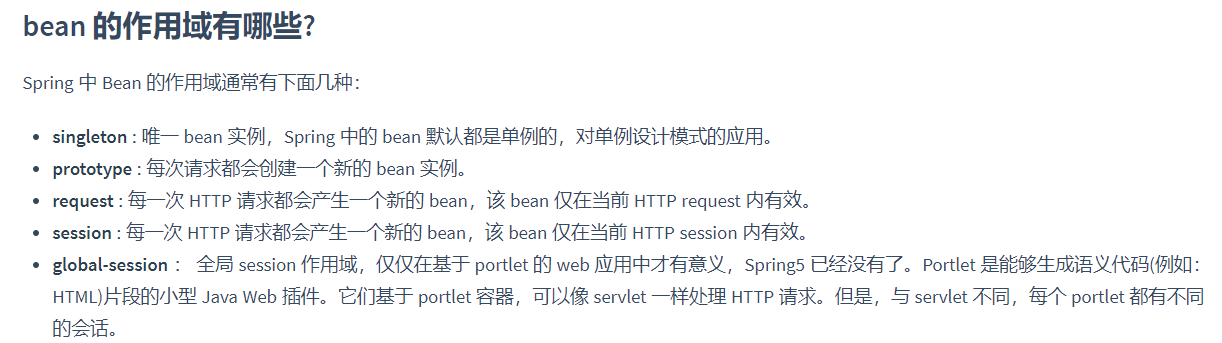 bean 的作用域有哪些?
Spring 中 Bean 的作用域通常有下面几种：
• singleton : 唯一 bean 实例，Spring 中的 bean 默认都是单例的，对单例设计模式的应用。
• prototype : 每次请求都会创建一个新的 bean 实例。
• request : 每一次 HTTP 请求都会产生一个新的 bean，该 bean 仅在当前 HTTP request 内有效。
• session : 每一次 HTTP 请求都会产生一个新的 bean，该 bean 仅在当前 HTTP session 内有效。
• global-session ： 全局 session 作用域，仅仅在基于 portlet 的 web 应用中才有意义，Spring5 已经没有了。Portlet 是能够生成语义代码(例如：
HTML)片段的小型 Java Web 插件。它们基于 portlet 容器，可以像 servlet 一样处理 HTTP 请求。但是，与 servlet 不同，每个 portlet 都有不同
的会话。